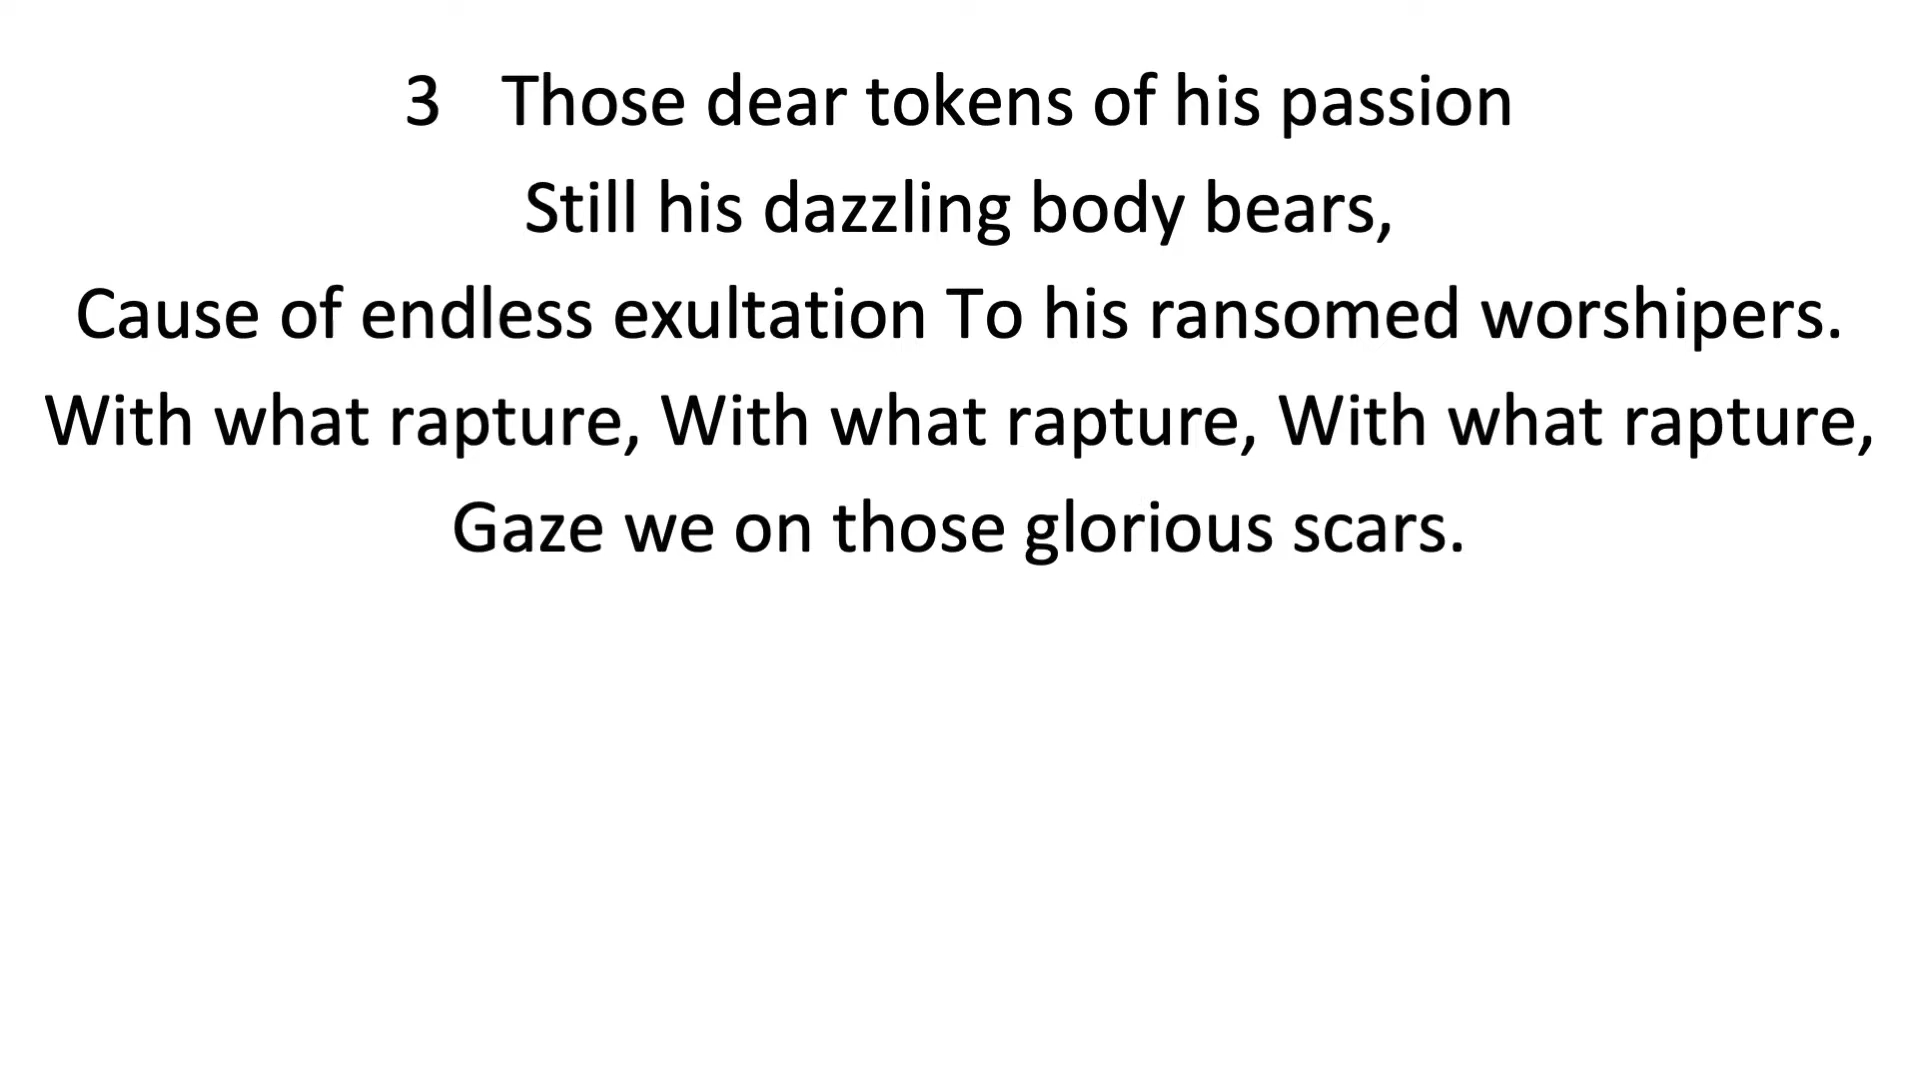 3 Those dear tokens of his passion
Still his dazzling body bears,
Cause of endless exultation To his ransomed worshipers.
With what rapture, With what rapture, With what rapture,
Gaze we on those glorious scars.